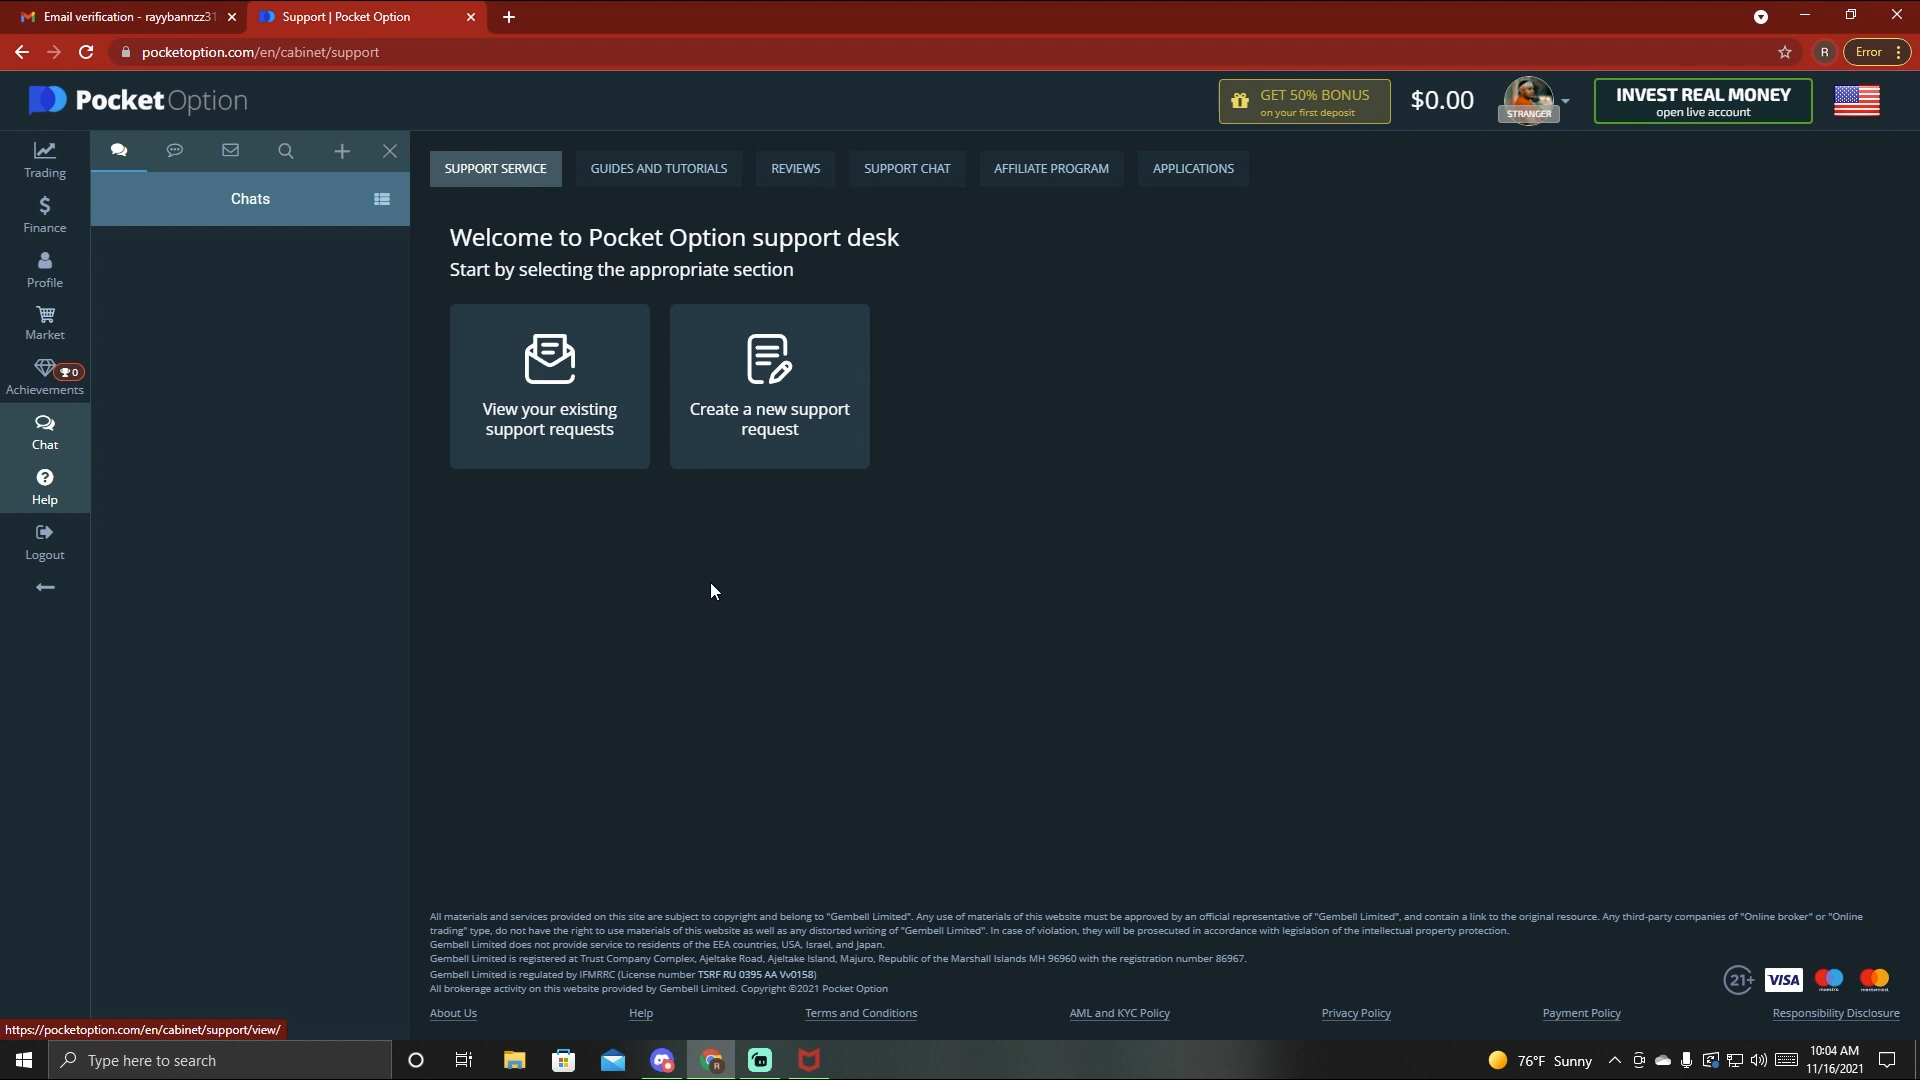 Email verification - rayybannzz31
Support | Pocket Option
pocketoption.com/en/cabinet/support
R
Error
PocketOption
GET 50% BONUS
on your first deposit
$0.00
STRANGER
INVEST REAL MONEY
open live account
Trading
Finance
Profile
Market
0
Achievements
Chat
Help
Logout
Chats
SUPPORT SERVICE
GUIDES AND TUTORIALS
REVIEWS
SUPPORT CHAT
AFFILIATE PROGRAM
APPLICATIONS
Welcome to Pocket Option support desk
Start by selecting the appropriate section
View your existing
support requests
Create a new support
request
All materials and services provided on this site are subject to copyright and belong to "Gembell Limited". Any use of materials of this website must be approved by an official representative of "Gembell Limited", and contain a link to the original resource. Any third-party companies of "Online broker" or "Online
trading" type, do not have the right to use materials of this website as well as any distorted writing of "Gembell Limited". In case of violation, they will be prosecuted in accordance with legislation of the intellectual property protection.
Gembell Limited does not provide service to residents of the EEA countries, USA, Israel, and Japan.
Gembell Limited is registered at Trust Company Complex, Ajeltake Road, Ajeltake Island, Majuro, Republic of the Marshall Islands MH 96960 with the registration number 86967.
Gembell Limited is regulated by IFMRRC (License number TSRF RU 0395 AA Vv0158)
All brokerage activity on this website provided by Gembell Limited. Copyright ©2021 Pocket Option
21+
VISA
maestro
mastercard
About Us
Help
Terms and Conditions
AML and KYC Policy
Privacy Policy
Payment Policy
Responsibility Disclosure
https://pocketoption.com/en/cabinet/support/view/
Type here to search
R
76°F Sunny
10:04 AM
11/16/2021